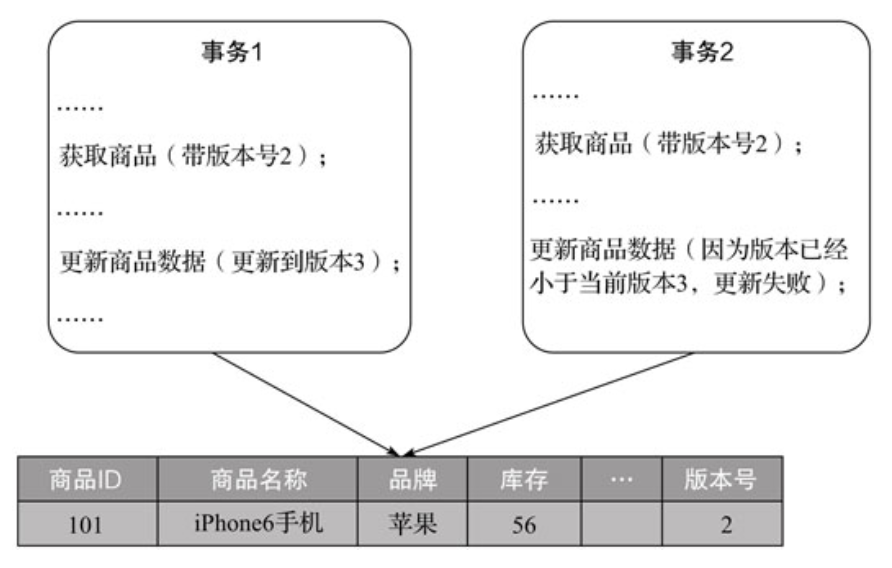 事务1
……
获取商品（带版本号2）；
……
更新商品数据（更新到版本3）；
……
事务2
……
获取商品（带版本号2）；
……
更新商品数据（因为版本已经
小于当前版本3，更新失败）；
商品ID 商品名称 品牌 库存 … 版本号
101 iPhone6手机 苹果 56 2